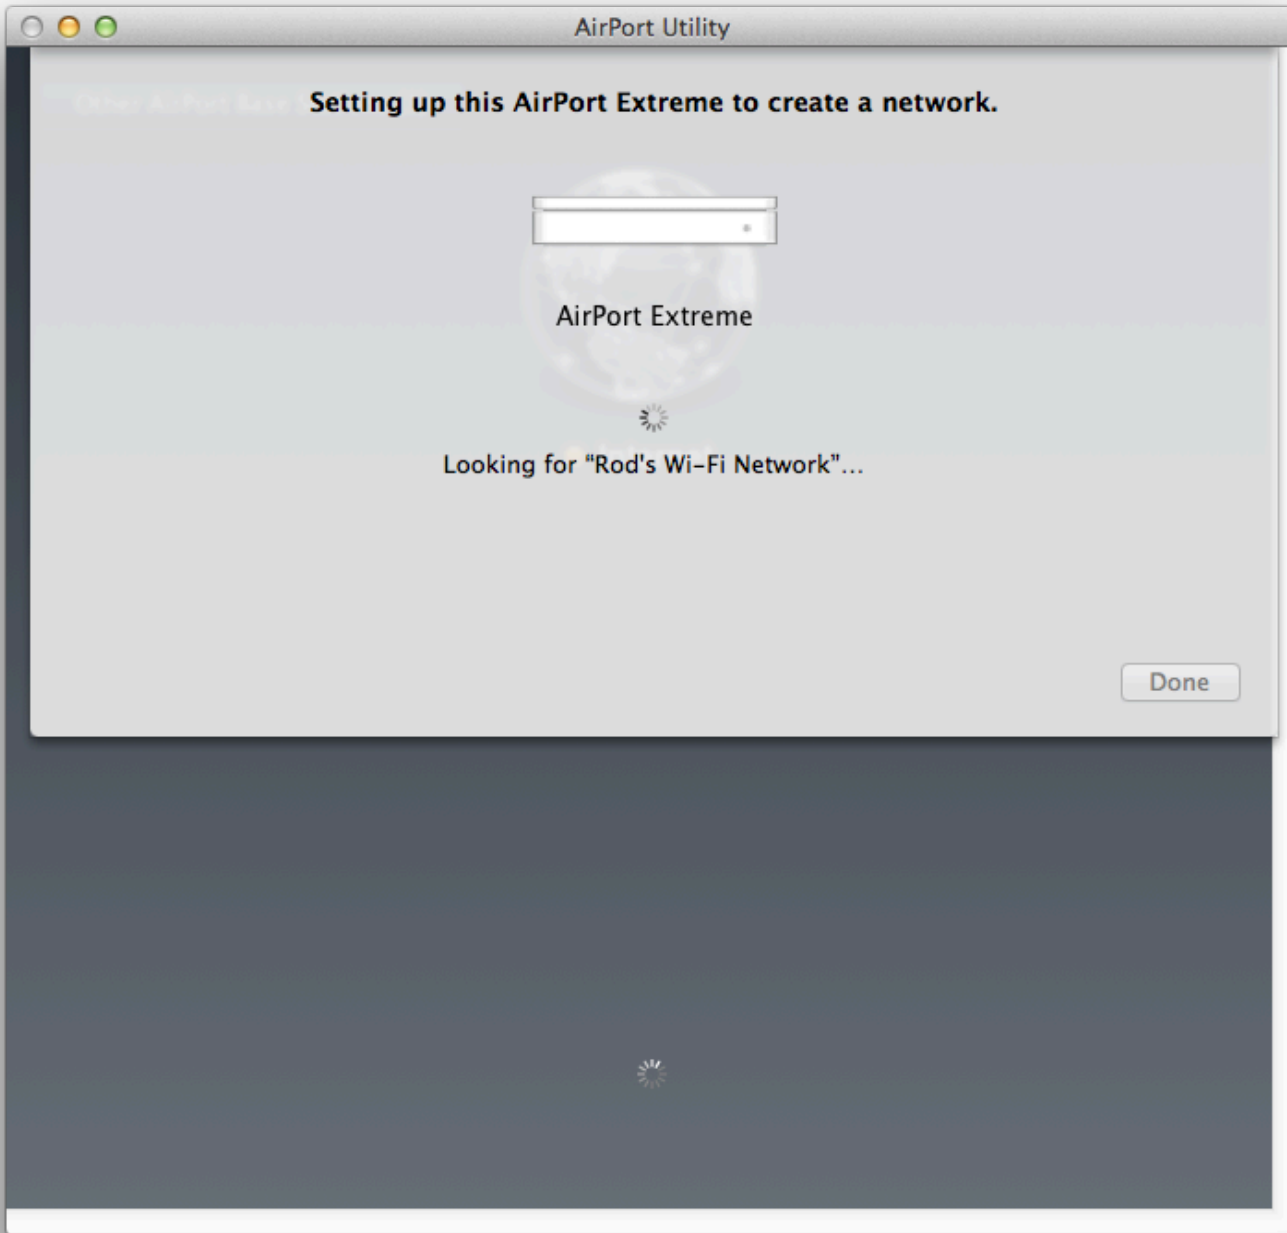 AirPort Utility
Setting up this AirPort Extreme to create a network.
AirPort Extreme
Looking for “Rod's Wi-Fi Network”...
Done